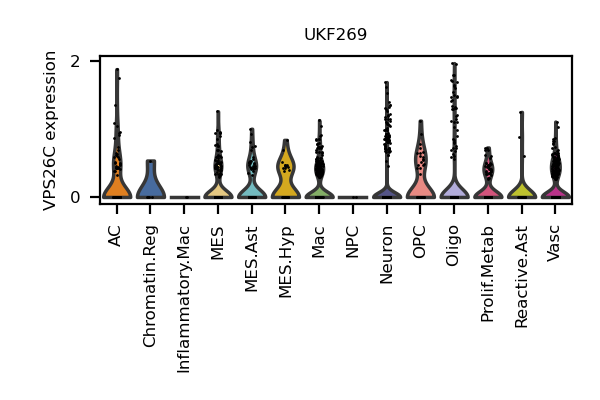 UKF269
VPS26C expression
2
0
AC
Chromatin.Reg
Inflammatory.Mac
MES
MES.Ast
MES.Hyp
Mac
NPC
Neuron
OPC
Oligo
Prolif.Metab
Reactive.Ast
Vasc